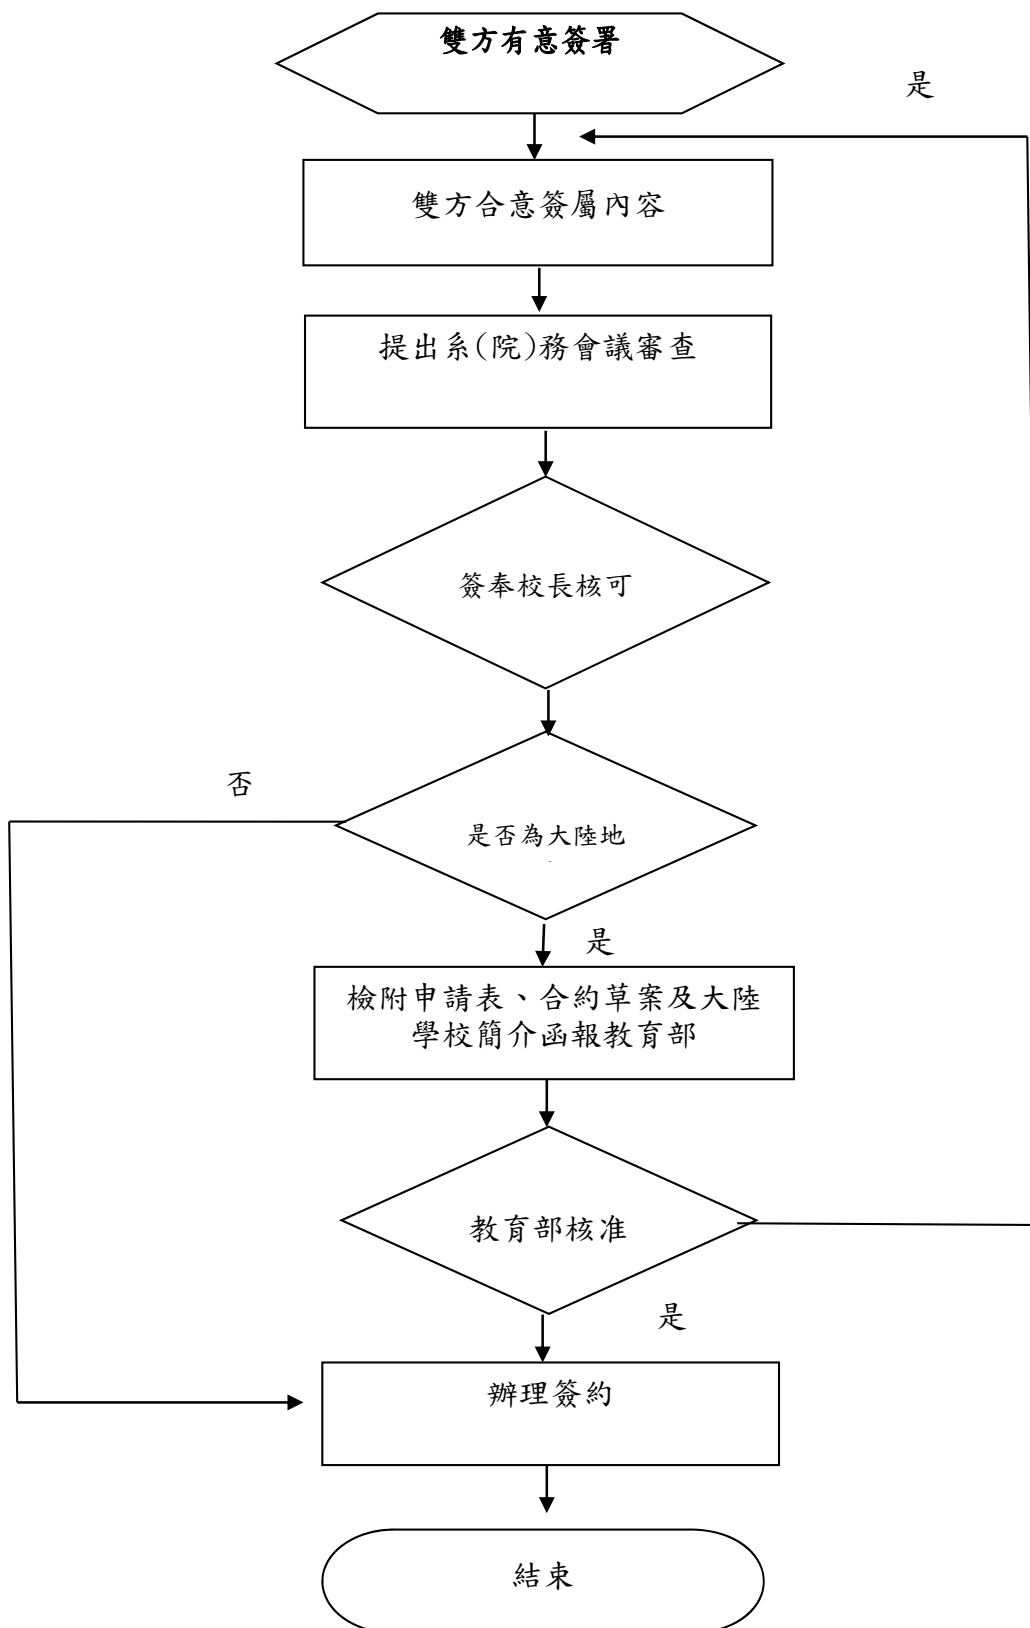 雙方有意簽署
是
雙方合意簽屬內容
提出系(院)務會議審查
簽奉校長核可
否
是否為大陸地
是
檢附申請表、合約草案及大陸
學校簡介函報教育部
教育部核准
是
辦理簽約
結束